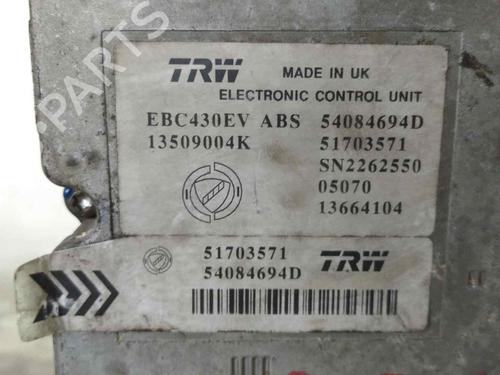 PARTS
TRW MADE IN UK
ELECTRONIC CONTROL UNIT
EBC430EV ABS 54084694D
13509004K 51703571
SN2262550
05070
13664104
51703571
54084694D
TRW